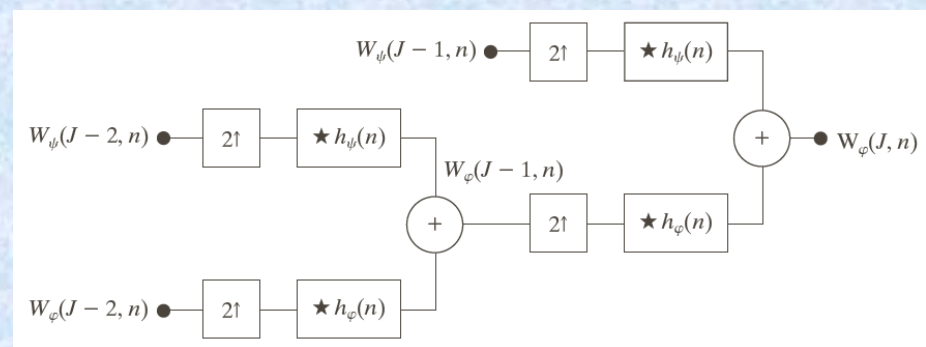 W_ψ(J − 1, n) 2↑ ★ h_ψ(n)
W_ψ(J − 2, n) 2↑ ★ h_ψ(n) + W_φ(J, n)
W_φ(J − 1, n)
+ 2↑ ★ h_φ(n)
W_φ(J − 2, n) 2↑ ★ h_φ(n)